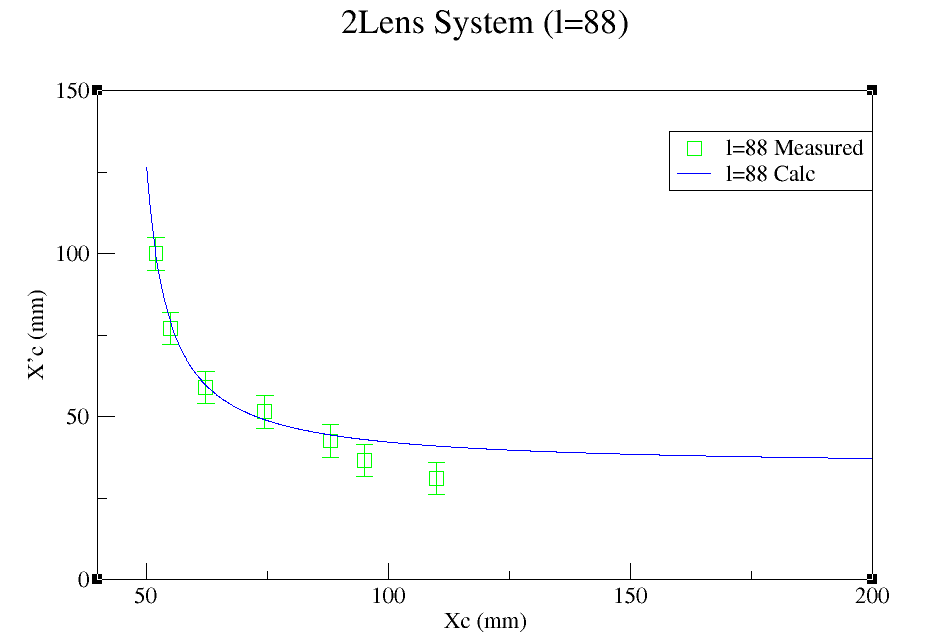 2Lens System (l=88)
150
l=88 Measured
l=88 Calc
100
X'c (mm)
50
0
50 100 150 200
Xc (mm)